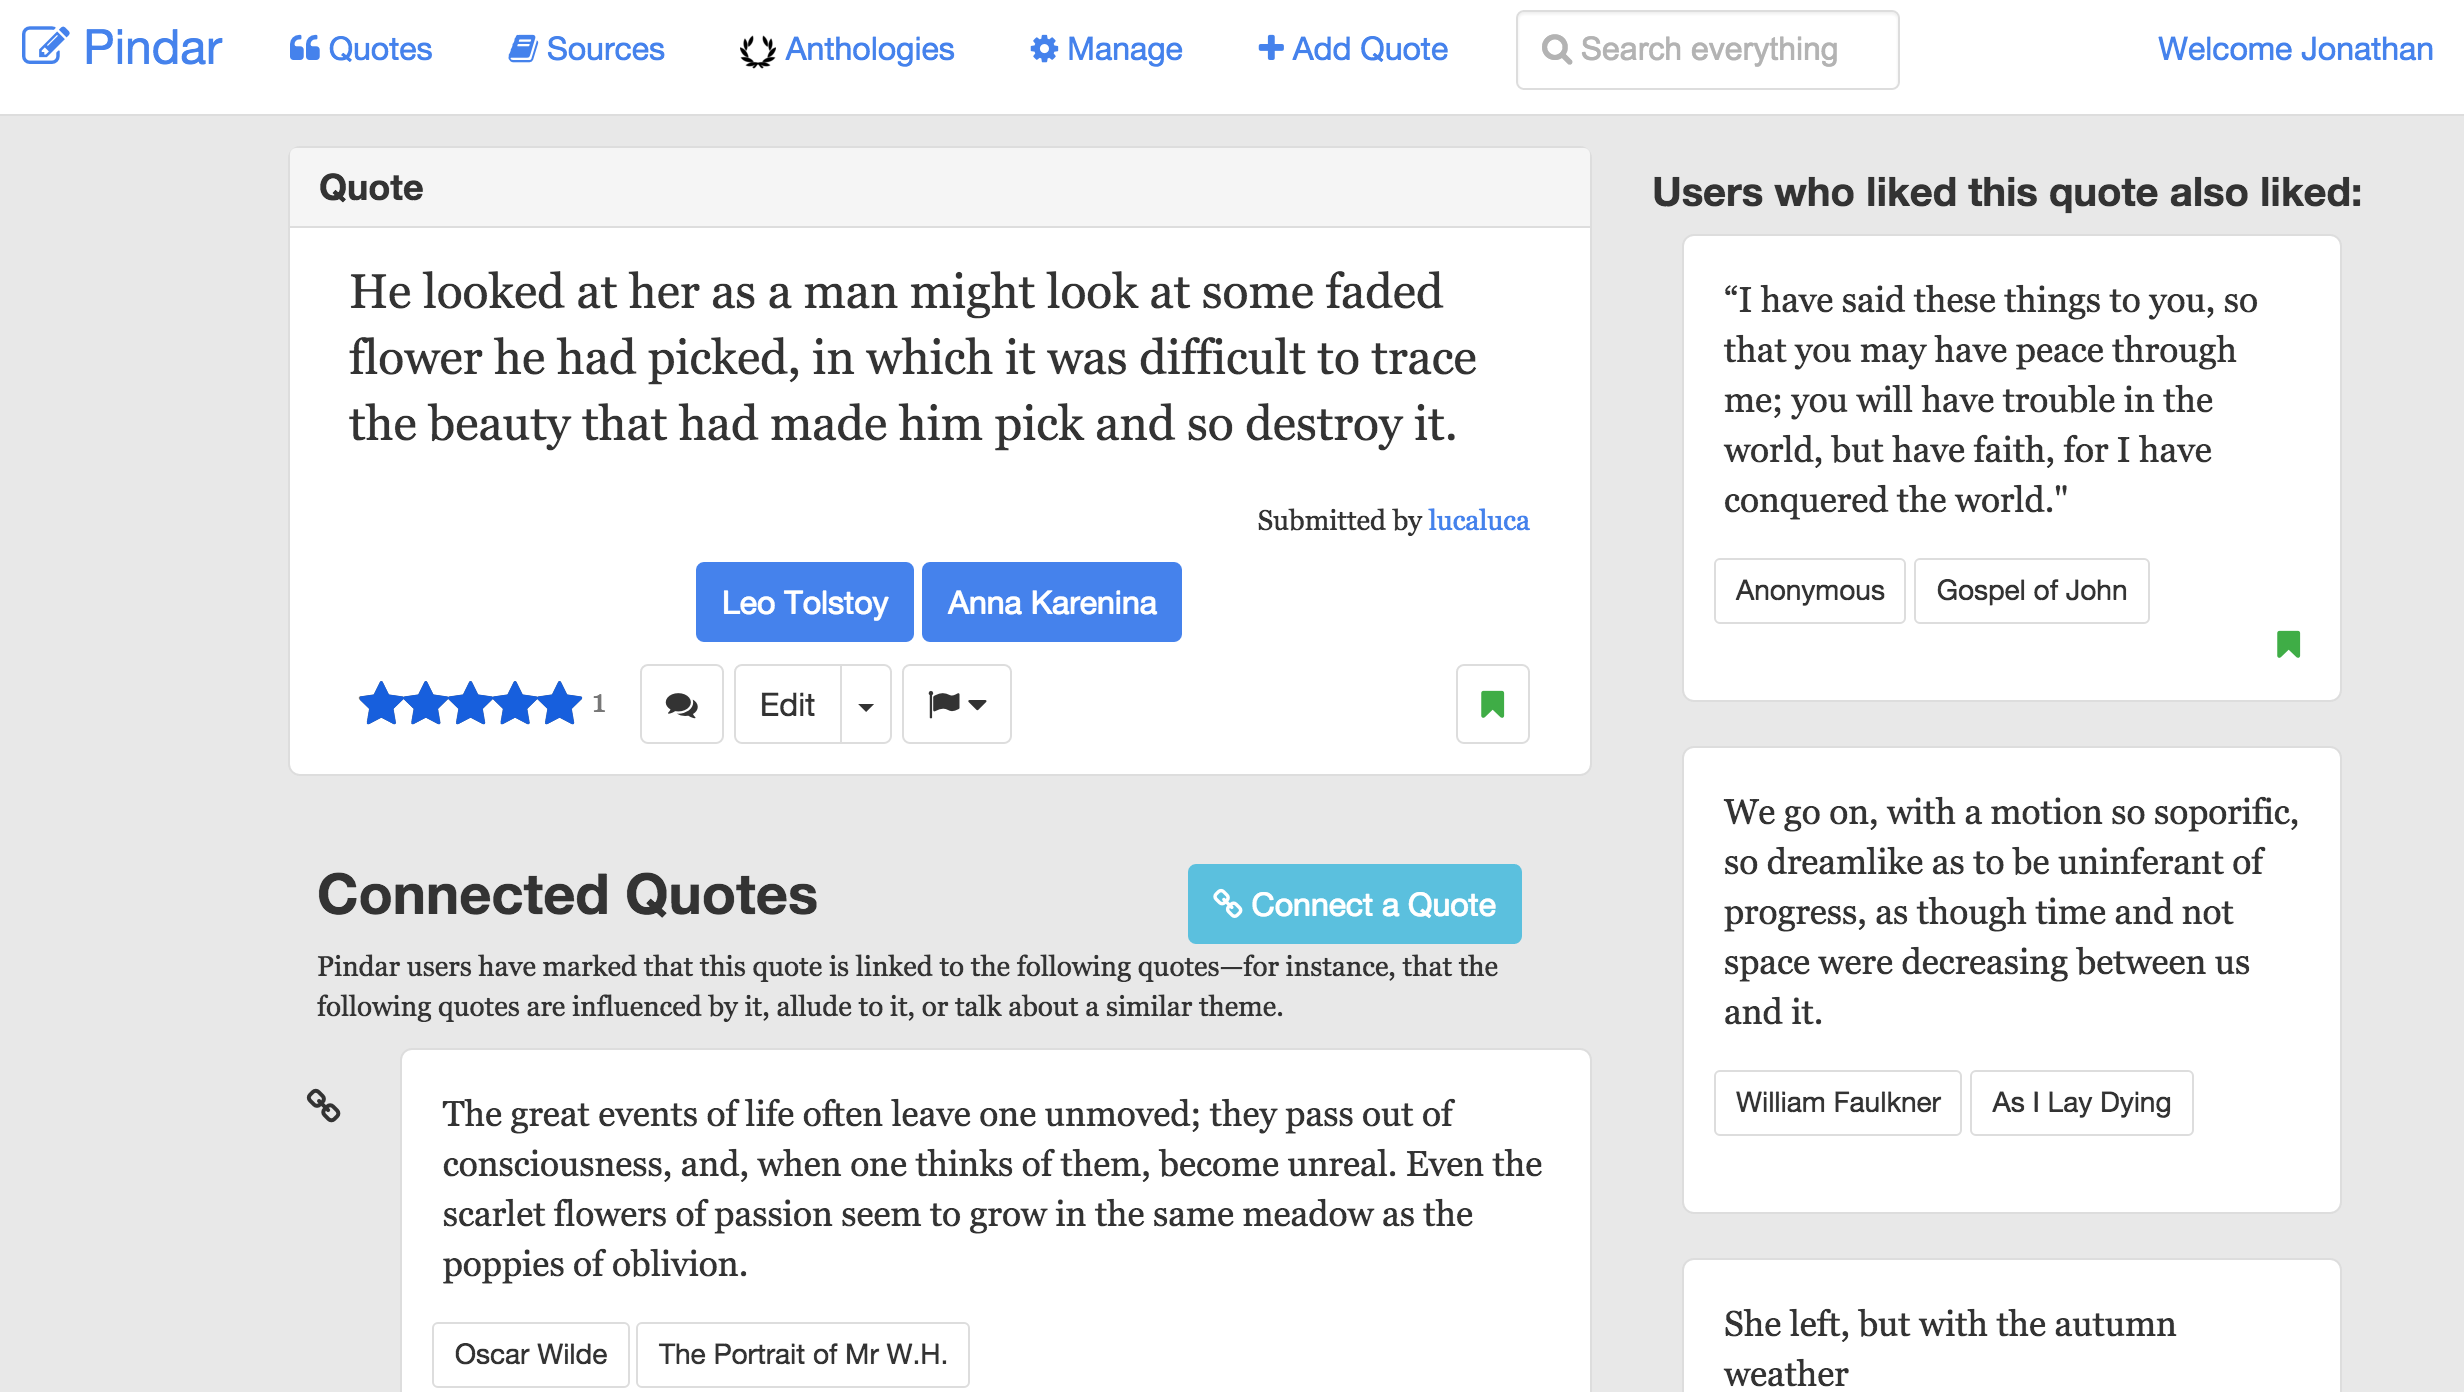 Pindar Quotes Sources Anthologies Manage Add Quote Search everything Welcome Jonathan
Quote
He looked at her as a man might look at some faded
flower he had picked, in which it was difficult to trace
the beauty that had made him pick and so destroy it.
Submitted by lucaluca
Leo Tolstoy Anna Karenina
1 Edit
Connected Quotes Connect a Quote
Pindar users have marked that this quote is linked to the following quotes—for instance, that the
following quotes are influenced by it, allude to it, or talk about a similar theme.
The great events of life often leave one unmoved; they pass out of
consciousness, and, when one thinks of them, become unreal. Even the
scarlet flowers of passion seem to grow in the same meadow as the
poppies of oblivion.
Oscar Wilde The Portrait of Mr W.H.
Users who liked this quote also liked:
“I have said these things to you, so
that you may have peace through
me; you will have trouble in the
world, but have faith, for I have
conquered the world."
Anonymous Gospel of John
We go on, with a motion so soporific,
so dreamlike as to be uninferant of
progress, as though time and not
space were decreasing between us
and it.
William Faulkner As I Lay Dying
She left, but with the autumn
weather